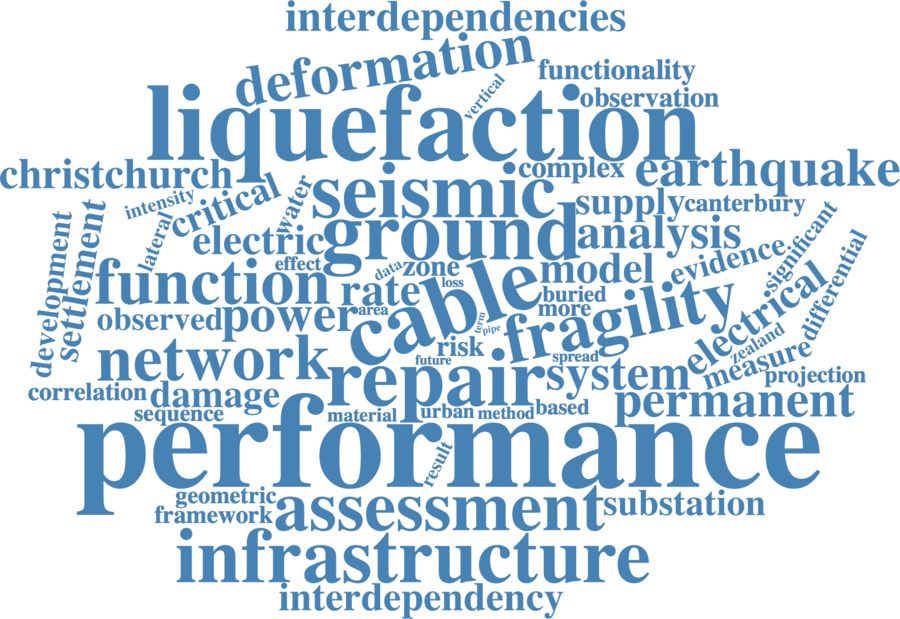 interdependencies
deformation
functionality
vertical
observation
liquefaction
christchurch
complex
earthquake
intensity
critical
water
seismic
supply
canterbury
development
settlement
lateral
electric
ground
analysis
significant
effect
data
zone
loss
model
evidence
differential
function
rate
area
cable
buried
more
electrical
observed
power
term
pipe
fragility
zealand
network
risk
future
spread
measure
correlation
damage
repair
system
projection
sequence
material
urban
method
based
permanent
performance
result
geometric
framework
assessment
substation
infrastructure
interdependency